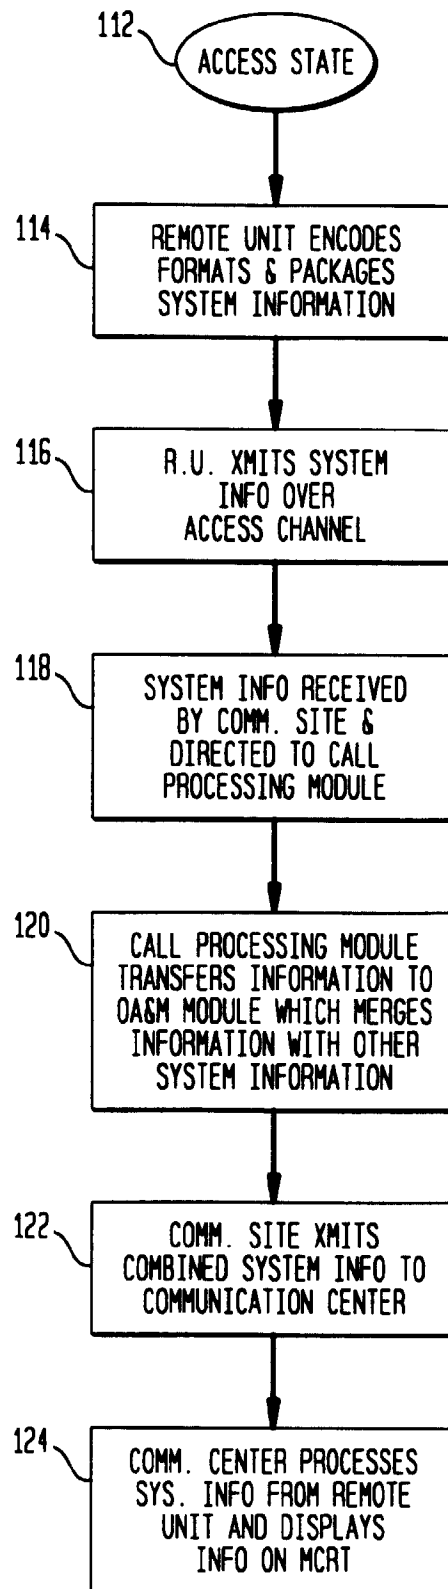 112
ACCESS STATE
114
REMOTE UNIT ENCODES
FORMATS & PACKAGES
SYSTEM INFORMATION
116
R.U. XMITS SYSTEM
INFO OVER
ACCESS CHANNEL
118
SYSTEM INFO RECEIVED
BY COMM. SITE &
DIRECTED TO CALL
PROCESSING MODULE
120
CALL PROCESSING MODULE
TRANSFERS INFORMATION TO
OA&M MODULE WHICH MERGES
INFORMATION WITH OTHER
SYSTEM INFORMATION
122
COMM. SITE XMITS
COMBINED SYSTEM INFO TO
COMMUNICATION CENTER
124
COMM. CENTER PROCESSES
SYS. INFO FROM REMOTE
UNIT AND DISPLAYS
INFO ON MCRT